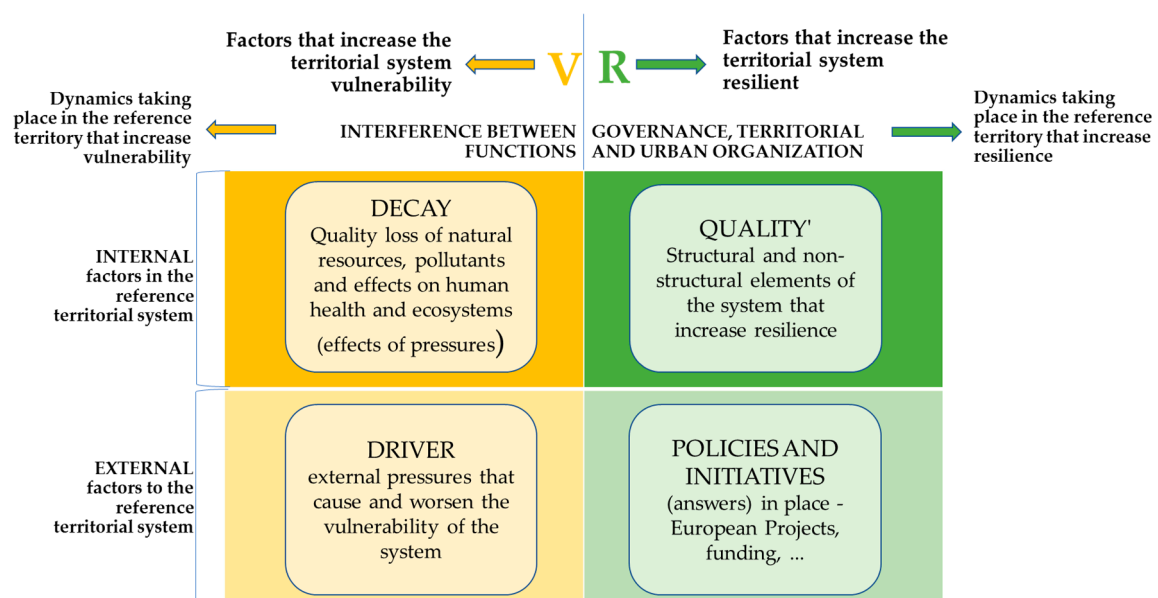 Factors that increase the
territorial system
vulnerability
V
R
Factors that increase the
territorial system
resilient
Dynamics taking
place in the reference
territory that increase
vulnerability
INTERFERENCE BETWEEN
FUNCTIONS
GOVERNANCE, TERRITORIAL
AND URBAN ORGANIZATION
Dynamics taking
place in the reference
territory that increase
resilience
INTERNAL
factors in the
reference
territorial system
DECAY
Quality loss of natural
resources, pollutants
and effects on human
health and ecosystems
(effects of pressures)
QUALITY'
Structural and non-
structural elements of
the system that
increase resilience
EXTERNAL
factors to the
reference
territorial system
DRIVER
external pressures that
cause and worsen the
vulnerability of the
system
POLICIES AND
INITIATIVES
(answers) in place -
European Projects,
funding, ...